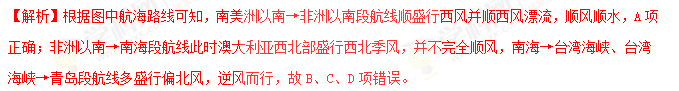 【解析】根据图中航海路线可知，南美洲以南→非洲以南段航线顺盛行西风并顺西风漂流，顺风顺水，A项
正确；非洲以南→南海段航线此时澳大利亚西北部盛行西北季风，并不完全顺风，南海→台湾海峡、台湾
海峡→青岛段航线多盛行偏北风，逆风而行，故B、C、D项错误。